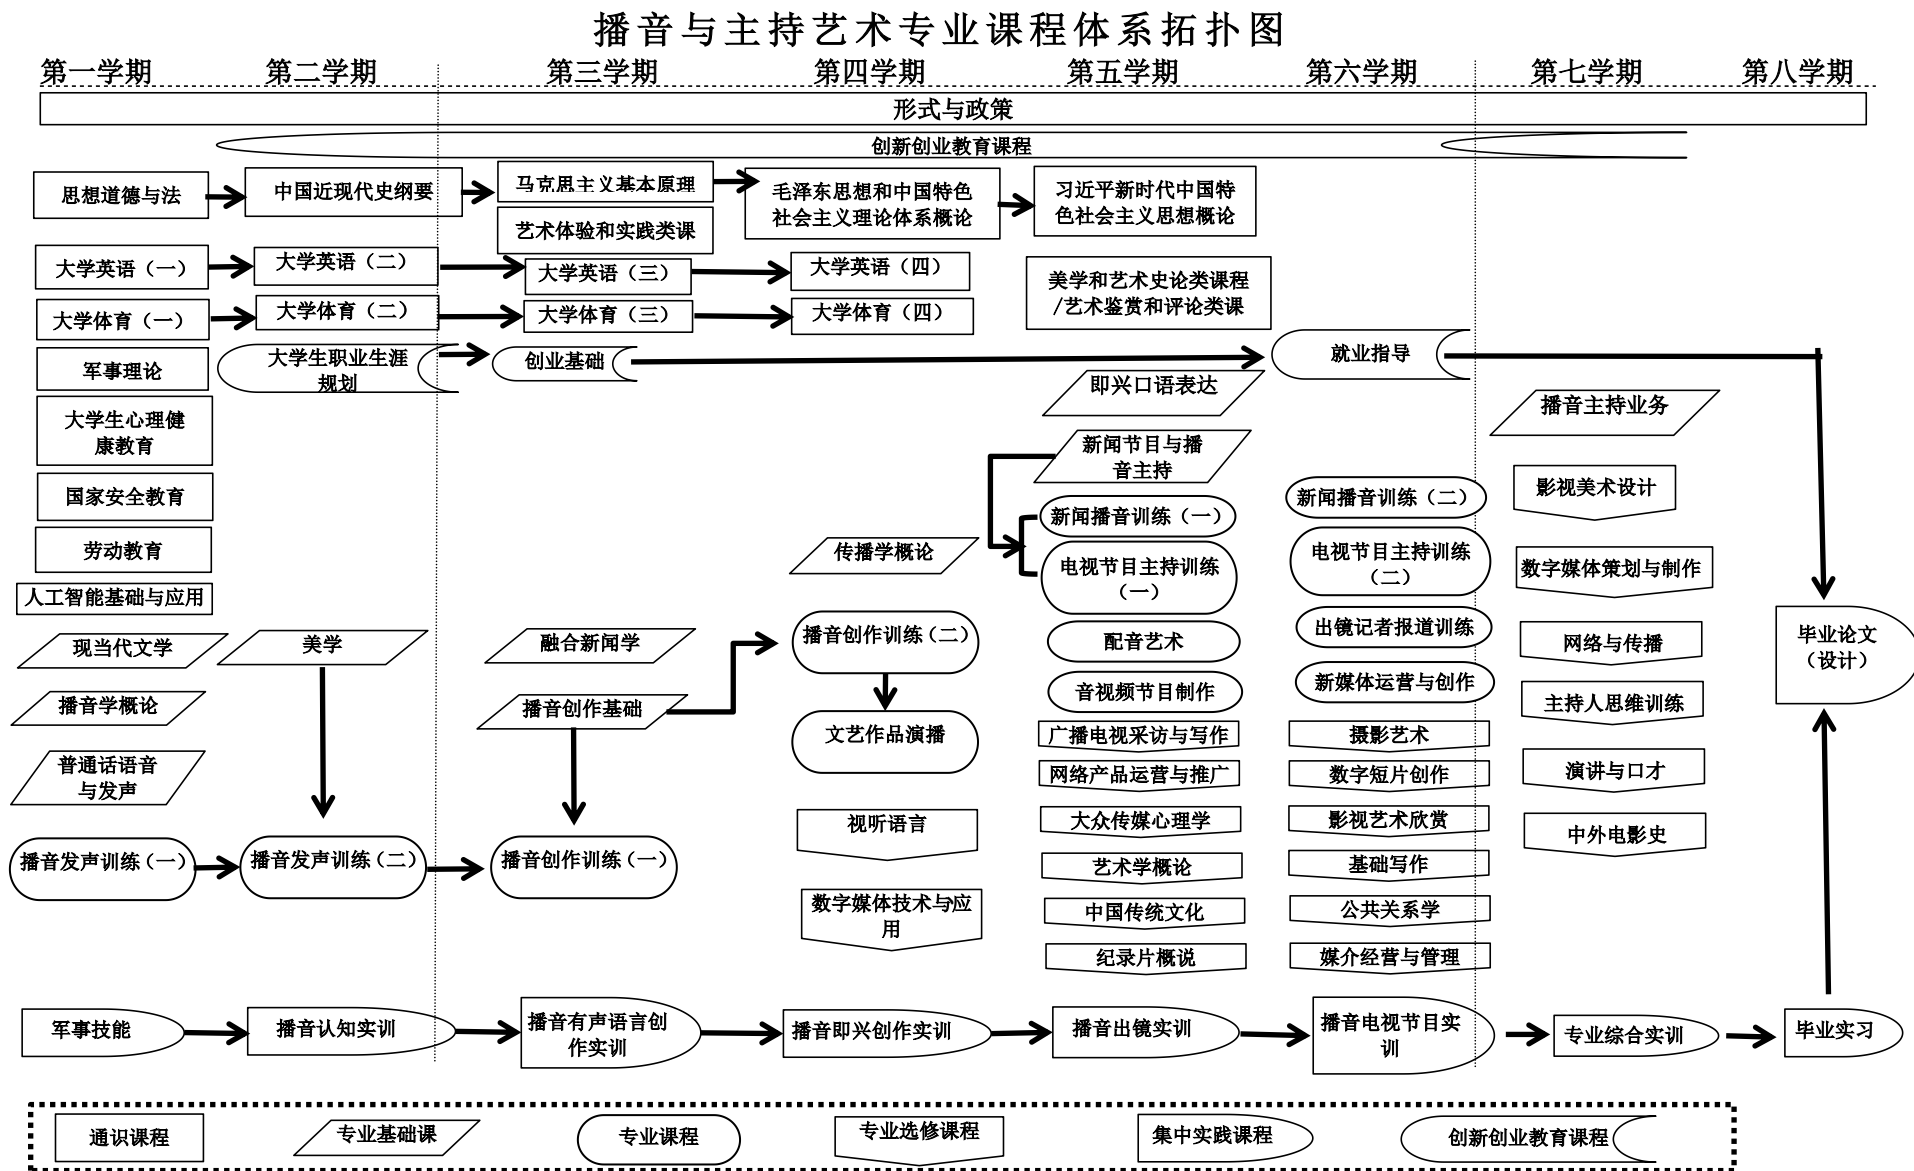 播音与主持艺术专业课程体系拓扑图
第一学期
第二学期
第三学期
第四学期
第五学期
第六学期
第七学期
第八学期
形式与政策
创新创业教育课程
思想道德与法
中国近现代史纲要
马克思主义基本原理
毛泽东思想和中国特色
社会主义理论体系概论
习近平新时代中国特
色社会主义思想概论
艺术体验和实践类课
大学英语（一）
大学英语（二）
大学英语（三）
大学英语（四）
美学和艺术史论类课程
/艺术鉴赏和评论类课
大学体育（一）
大学体育（二）
大学体育（三）
大学体育（四）
军事理论
大学生职业生涯
规划
创业基础
就业指导
即兴口语表达
播音主持业务
大学生心理健
康教育
新闻节目与播
音主持
国家安全教育
新闻播音训练（一）
新闻播音训练（二）
影视美术设计
劳动教育
传播学概论
电视节目主持训练
（一）
电视节目主持训练
（二）
数字媒体策划与制作
人工智能基础与应用
现当代文学
美学
融合新闻学
播音创作训练（二）
配音艺术
出镜记者报道训练
网络与传播
毕业论文
（设计）
播音学概论
播音创作基础
文艺作品演播
音视频节目制作
新媒体运营与创作
主持人思维训练
普通话语音
与发声
广播电视采访与写作
摄影艺术
网络产品运营与推广
数字短片创作
演讲与口才
视听语言
大众传媒心理学
影视艺术欣赏
中外电影史
播音发声训练（一）
播音发声训练（二）
播音创作训练（一）
艺术学概论
基础写作
数字媒体技术与应
用
中国传统文化
公共关系学
纪录片概说
媒介经营与管理
军事技能
播音认知实训
播音有声语言创
作实训
播音即兴创作实训
播音出镜实训
播音电视节目实
训
专业综合实训
毕业实习
通识课程
专业基础课
专业课程
专业选修课程
集中实践课程
创新创业教育课程